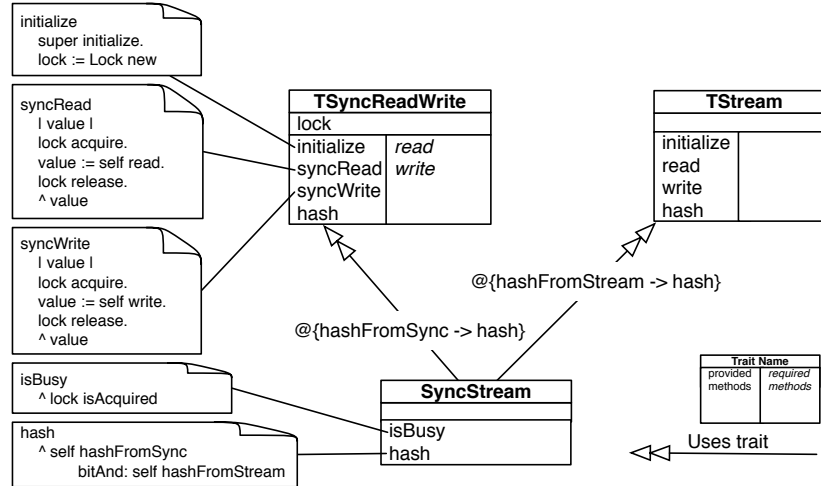 initialize
super initialize.
lock := Lock new
syncRead
| value |
lock acquire.
value := self read.
lock release.
^ value
syncWrite
| value |
lock acquire.
value := self write.
lock release.
^ value
isBusy
^ lock isAcquired
hash
^ self hashFromSync
bitAnd: self hashFromStream
TSyncReadWrite
lock
initialize read
syncRead write
syncWrite
hash
TStream
initialize
read
write
hash
@{hashFromStream -> hash}
@{hashFromSync -> hash}
SyncStream
isBusy
hash
Trait Name
provided required
methods methods
Uses trait